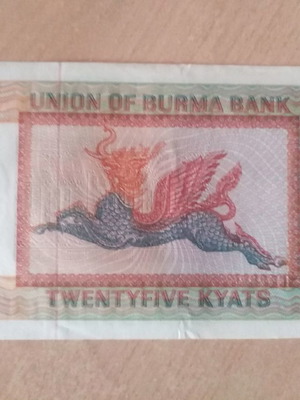 UNION OF BURMA BANK
TWENTYFIVE KYATS